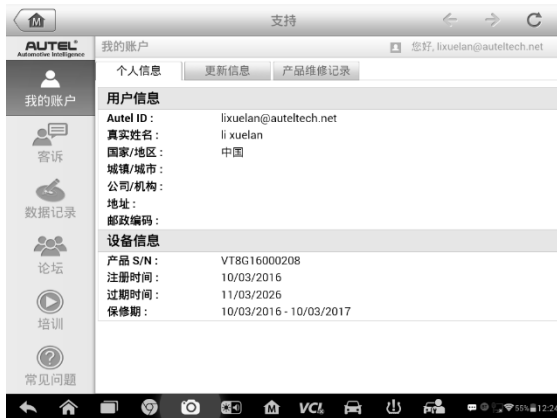 支持
AUTEL
Automotive Intelligence
我的账户
您好, lixuelan@auteltech.net
个人信息
更新信息
产品维修记录
我的账户
客诉
数据记录
论坛
培训
常见问题
用户信息
Autel ID : lixuelan@auteltech.net
真实姓名 : li xuelan
国家/地区 : 中国
城镇/城市 :
公司/机构 :
地址 :
邮政编码 :
设备信息
产品 S/N : VT8G16000208
注册时间 : 10/03/2016
过期时间 : 11/03/2026
保修期 : 10/03/2016 - 10/03/2017
M
VCI
55% 12:24